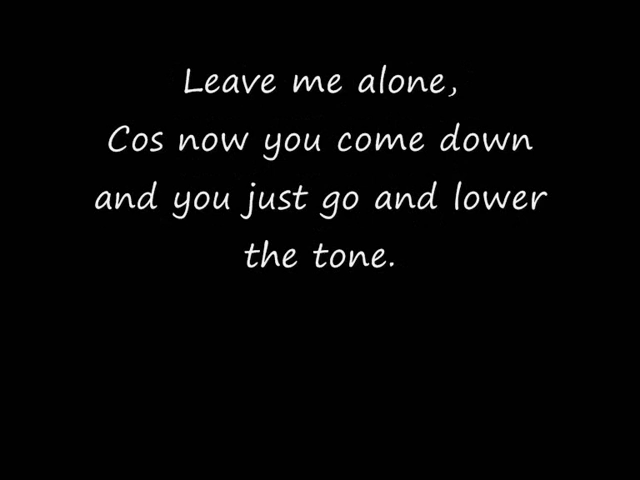 Leave me alone,
Cos now you come down
and you just go and lower
the tone.